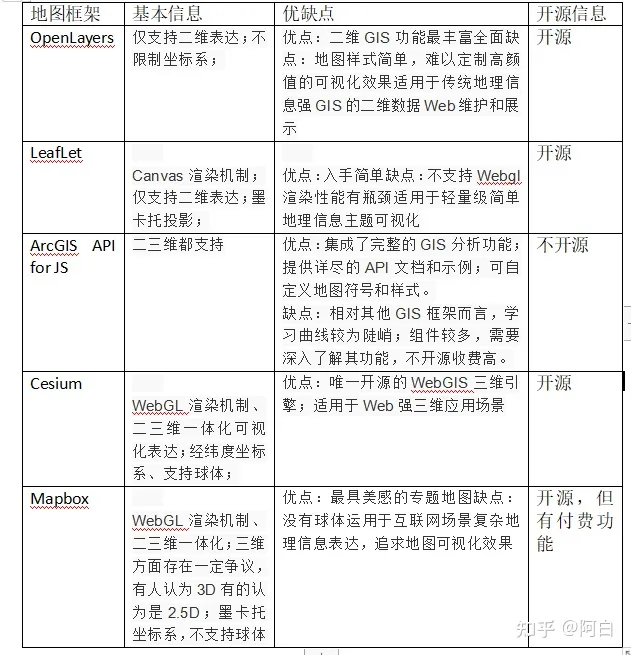 地图框架 基本信息 优缺点 开源信息
OpenLayers 仅支持二维表达；不 优点：二维 GIS 功能最丰富全面缺 开源
限制坐标系； 点：地图样式简单，难以定制高颜
值的可视化效果适用于传统地理信
息强 GIS 的二维数据 Web 维护和展
示
LeafLet 开源
Canvas 渲染机制； 优点：入手简单缺点：不支持 Webgl
仅支持二维表达；墨 渲染性能有瓶颈适用于轻量级简单
卡托投影； 地理信息主题可视化
ArcGIS API 二三维都支持 优点：集成了完整的 GIS 分析功能； 不开源
for JS 提供详尽的 API 文档和示例；可自
定义地图符号和样式。
缺点：相对其他 GIS 框架而言，学
习曲线较为陡峭；组件较多，需要
深入了解其功能，不开源收费高。
Cesium 优点：唯一开源的 WebGIS 三维引 开源
WebGL 渲染机制、 擎；适用于 Web 强三维应用场景
二三维一体化可视
化表达；经纬度坐标
系、支持球体；
Mapbox 优点：最具美感的专题地图缺点： 开源，但
WebGL 渲染机制、 没有球体运用于互联网场景复杂地 有付费功
二三维一体化；三维 理信息表达，追求地图可视化效果 能
方面存在一定争议，
有人认为 3D 有的认
为是 2.5D；墨卡托
坐标系，不支持球体
知乎 @阿白